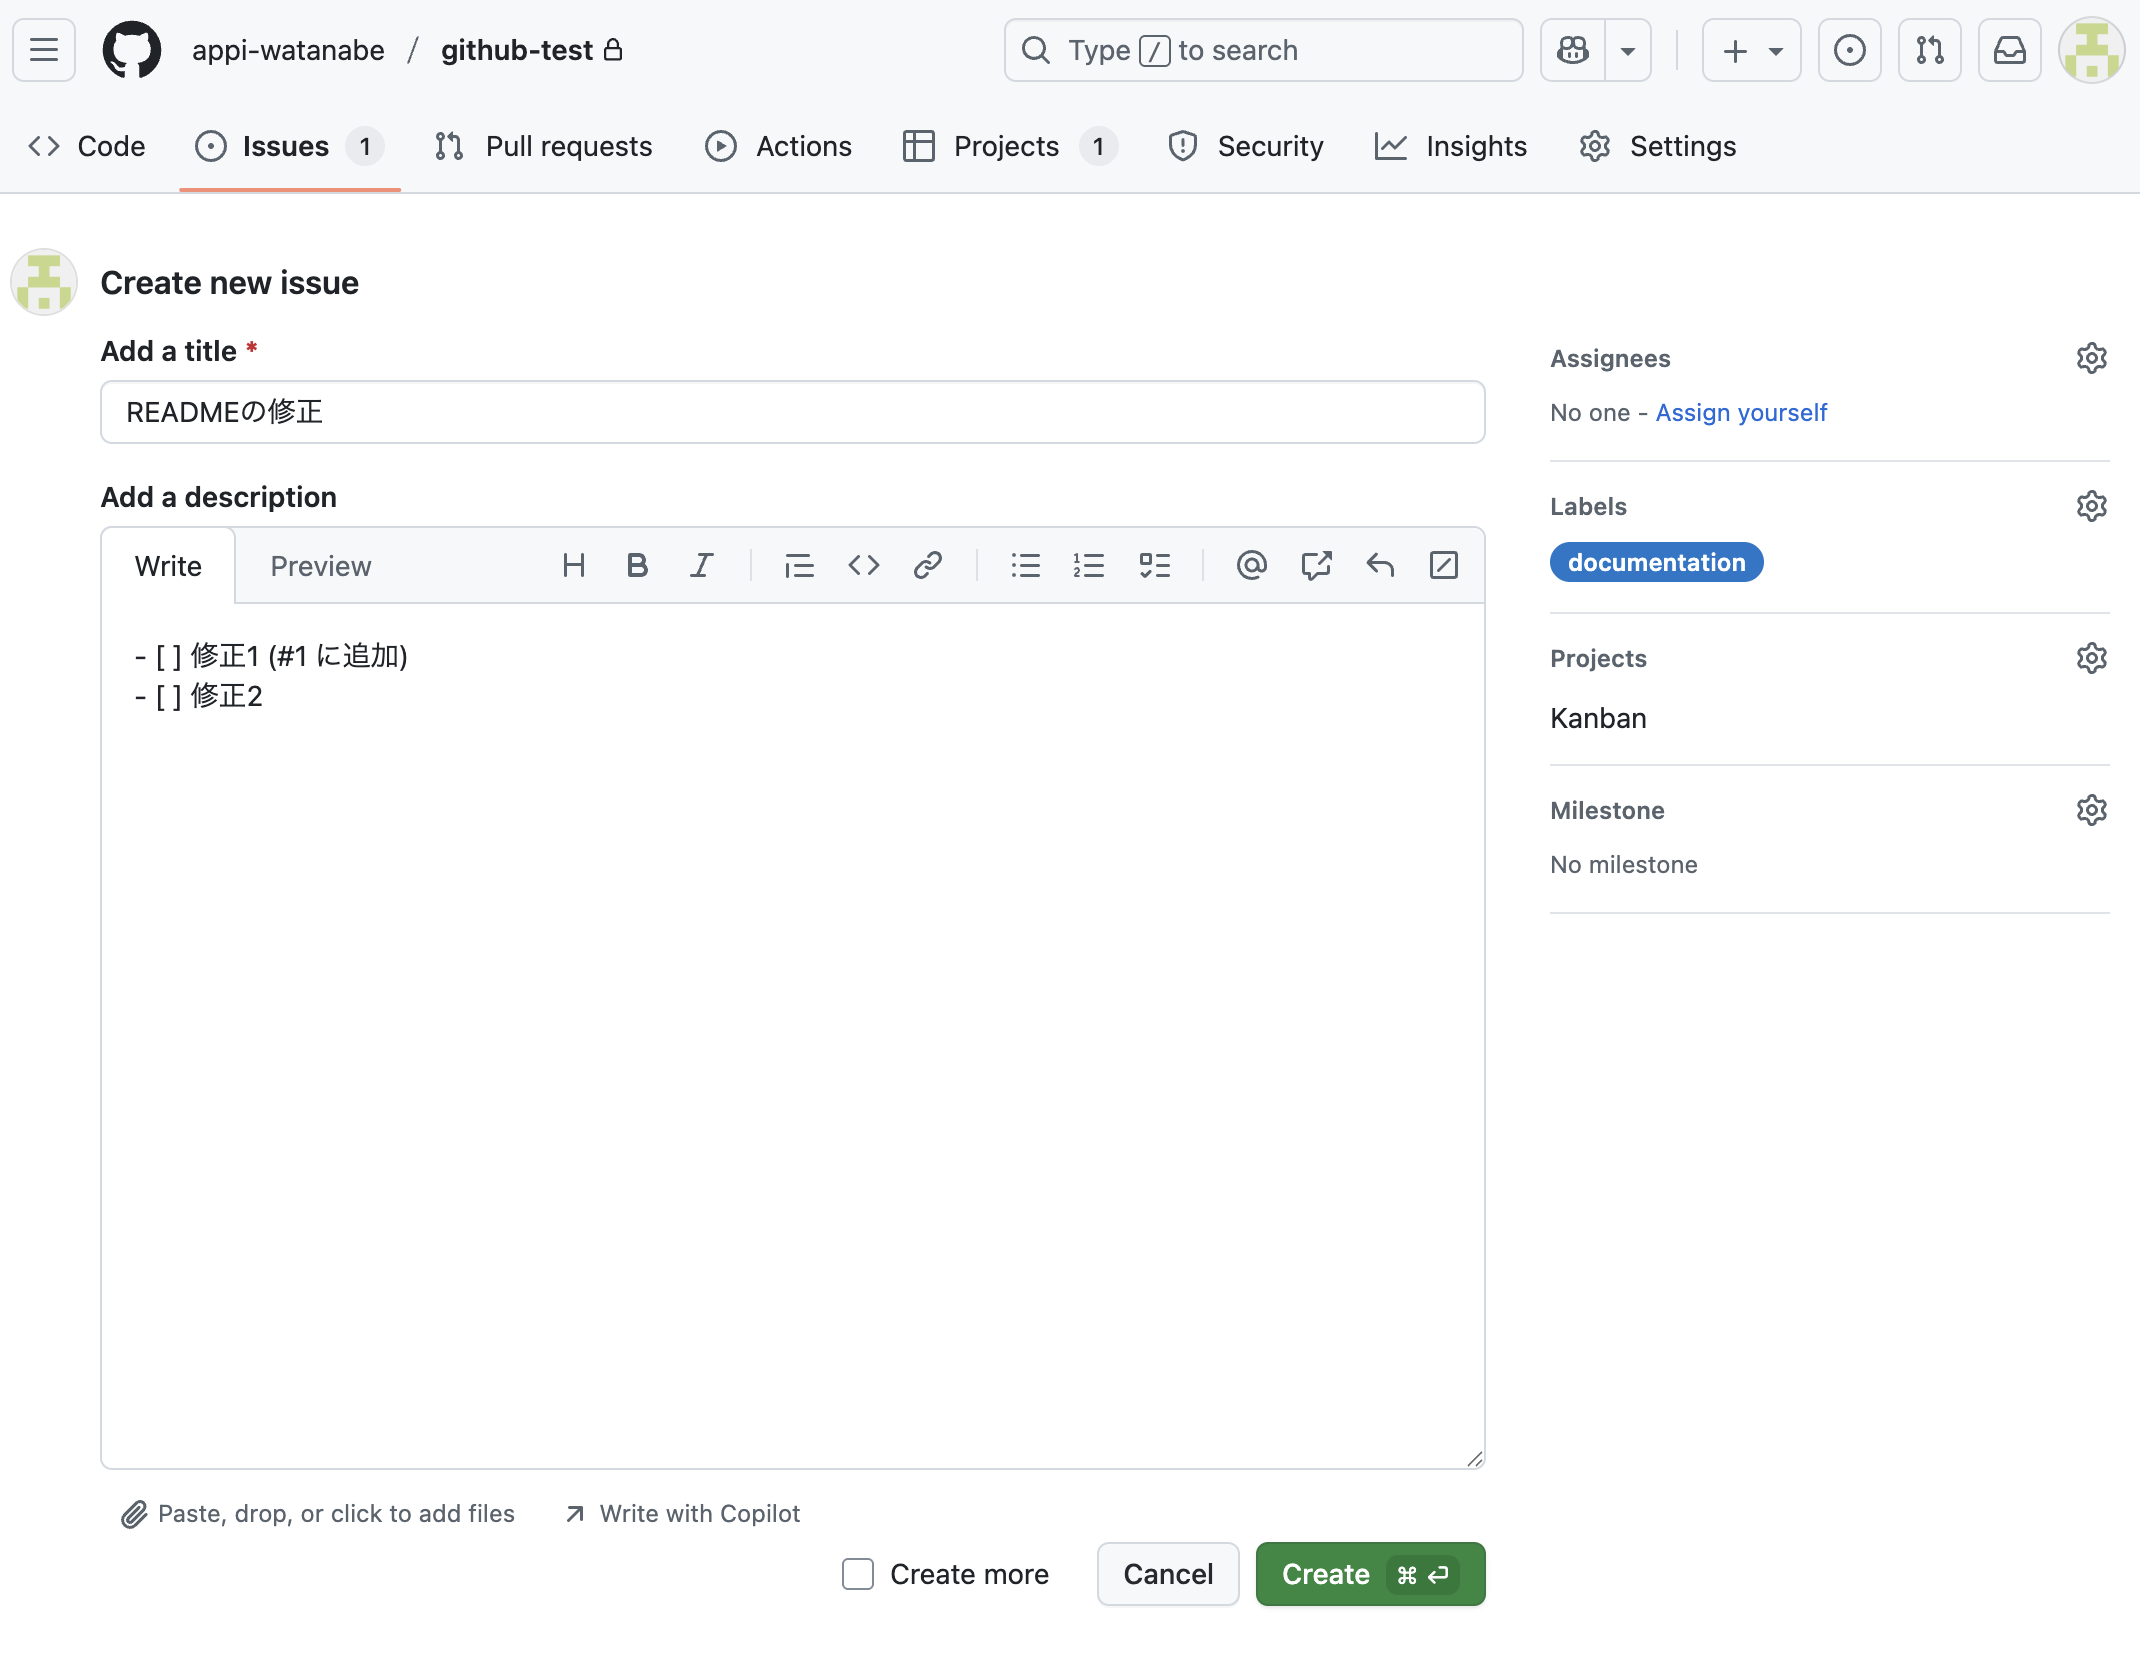 appi-watanabe / github-test
Type / to search
Code
Issues 1
Pull requests
Actions
Projects 1
Security
Insights
Settings
Create new issue
Add a title *
READMEの修正
Add a description
Write
Preview
- [ ] 修正1 (#1 に追加)
- [ ] 修正2
Paste, drop, or click to add files
Write with Copilot
Create more
Cancel
Create ⌘ ↵
Assignees
No one - Assign yourself
Labels
documentation
Projects
Kanban
Milestone
No milestone